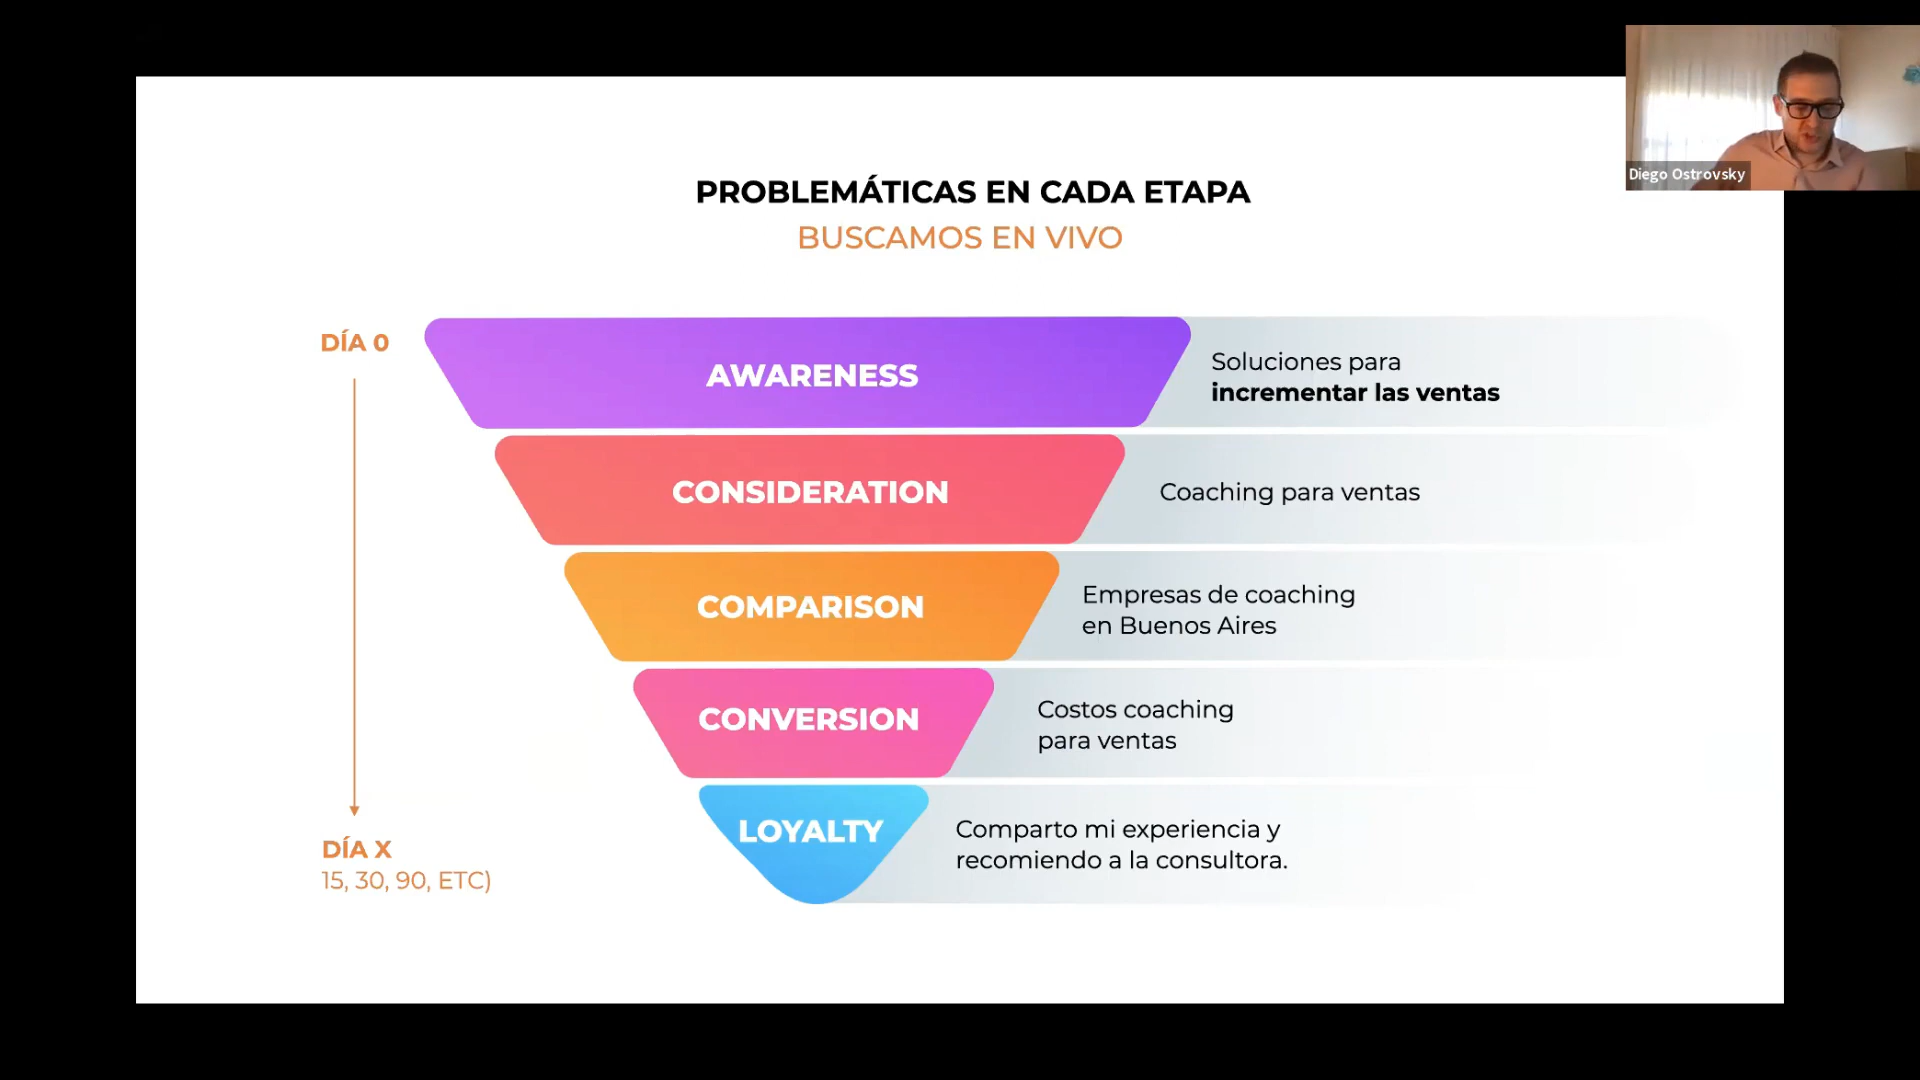 Diego Ostrovsky
PROBLEMÁTICAS EN CADA ETAPA
BUSCAMOS EN VIVO
DÍA 0
AWARENESS
Soluciones para
incrementar las ventas
CONSIDERATION
Coaching para ventas
COMPARISON
Empresas de coaching
en Buenos Aires
CONVERSION
Costos coaching
para ventas
LOYALTY
Comparto mi experiencia y
recomiendo a la consultora.
DÍA X
15, 30, 90, ETC)